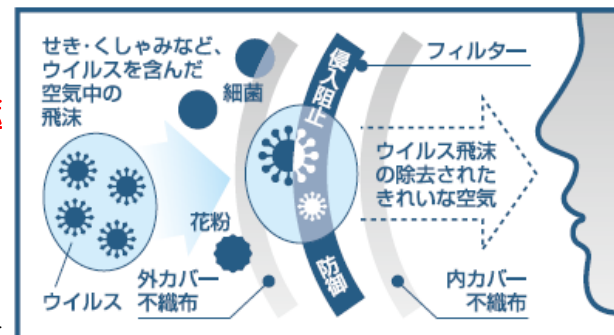 せき・くしゃみなど、
ウイルスを含んだ
空気中の
飛沫
細菌
侵入阻止
フィルター
ウイルス飛沫
の除去された
きれいな空気
花粉
防御
ウイルス
外カバー
不織布
内カバー
不織布